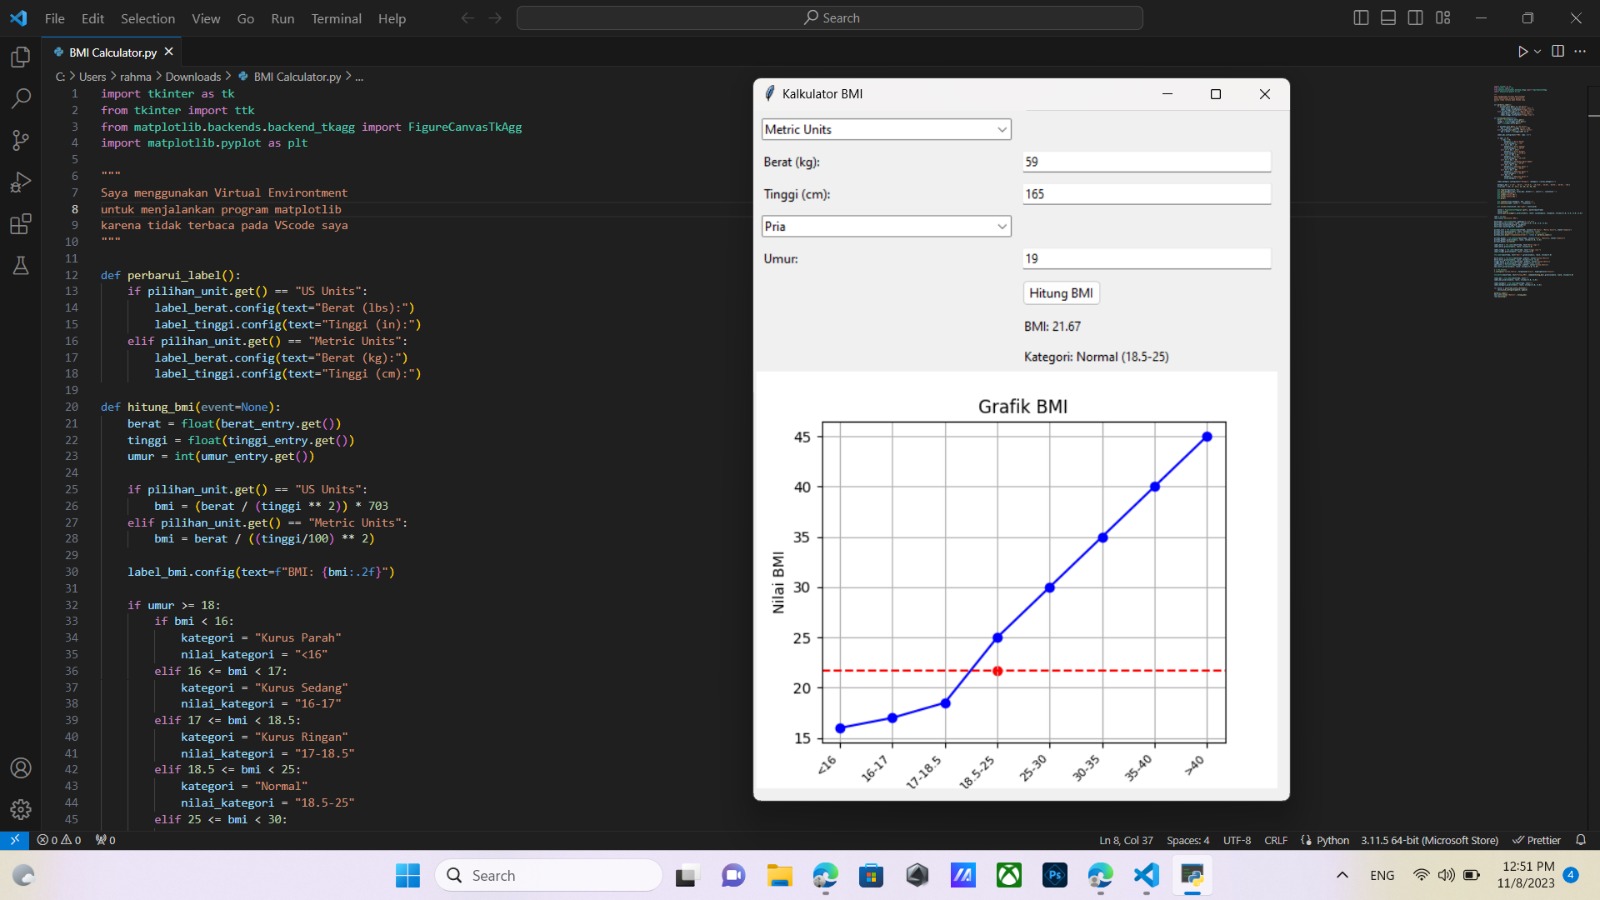 File Edit Selection View Go Run Terminal Help
Search
BMI Calculator.py
C: > Users > rahma > Downloads > BMI Calculator.py > ...
1 import tkinter as tk
2 from tkinter import ttk
3 from matplotlib.backends.backend_tkagg import FigureCanvasTkAgg
4 import matplotlib.pyplot as plt
5
6 """
7 Saya menggunakan Virtual Environtment
8 untuk menjalankan program matplotlib
9 karena tidak terbaca pada VScode saya
10 """
11
12 def perbarui_label():
13 if pilihan_unit.get() == "US Units":
14 label_berat.config(text="Berat (lbs):")
15 label_tinggi.config(text="Tinggi (in):")
16 elif pilihan_unit.get() == "Metric Units":
17 label_berat.config(text="Berat (kg):")
18 label_tinggi.config(text="Tinggi (cm):")
19
20 def hitung_bmi(event=None):
21 berat = float(berat_entry.get())
22 tinggi = float(tinggi_entry.get())
23 umur = int(umur_entry.get())
24
25 if pilihan_unit.get() == "US Units":
26 bmi = (berat / (tinggi ** 2)) * 703
27 elif pilihan_unit.get() == "Metric Units":
28 bmi = berat / ((tinggi/100) ** 2)
29
30 label_bmi.config(text=f"BMI: {bmi:.2f}")
31
32 if umur >= 18:
33 if bmi < 16:
34 kategori = "Kurus Parah"
35 nilai_kategori = "<16"
36 elif 16 <= bmi < 17:
37 kategori = "Kurus Sedang"
38 nilai_kategori = "16-17"
39 elif 17 <= bmi < 18.5:
40 kategori = "Kurus Ringan"
41 nilai_kategori = "17-18.5"
42 elif 18.5 <= bmi < 25:
43 kategori = "Normal"
44 nilai_kategori = "18.5-25"
45 elif 25 <= bmi < 30:
Kalkulator BMI
Metric Units
Berat (kg): 59
Tinggi (cm): 165
Pria
Umur: 19
Hitung BMI
BMI: 21.67
Kategori: Normal (18.5-25)
Grafik BMI
Nilai BMI
45
40
35
30
25
20
15
<16 16-17 17-18.5 18.5-25 25-30 30-35 35-40 >40
0 0 0 Ln 8, Col 37 Spaces: 4 UTF-8 CRLF Python 3.11.5 64-bit (Microsoft Store) Prettier
Search
Ps
ENG
12:51 PM
11/8/2023
4